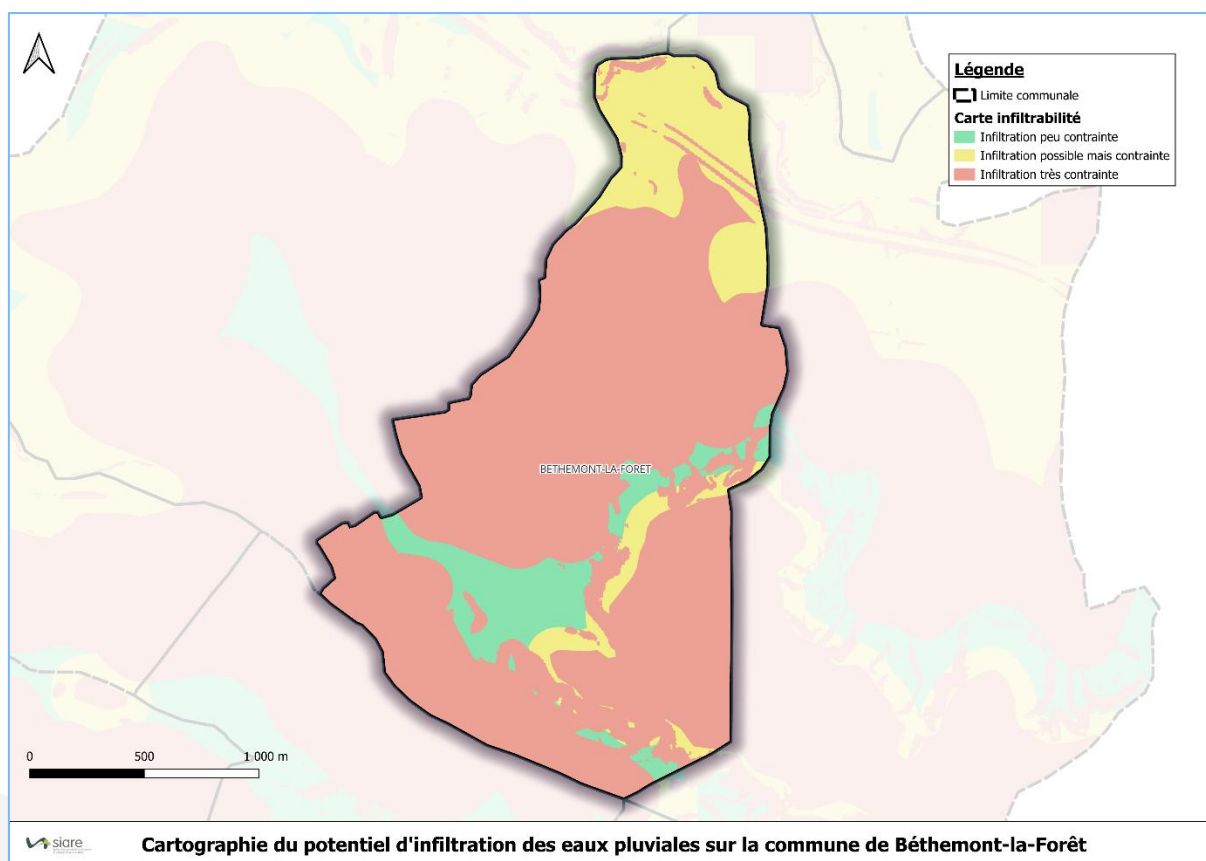 Légende
Limite communale
Carte infiltrabilité
Infiltration peu contrainte
Infiltration possible mais contrainte
Infiltration très contrainte
BETHEMONT-LA-FORET
0 500 1 000 m
siare
Cartographie du potentiel d'infiltration des eaux pluviales sur la commune de Béthemont-la-Forêt